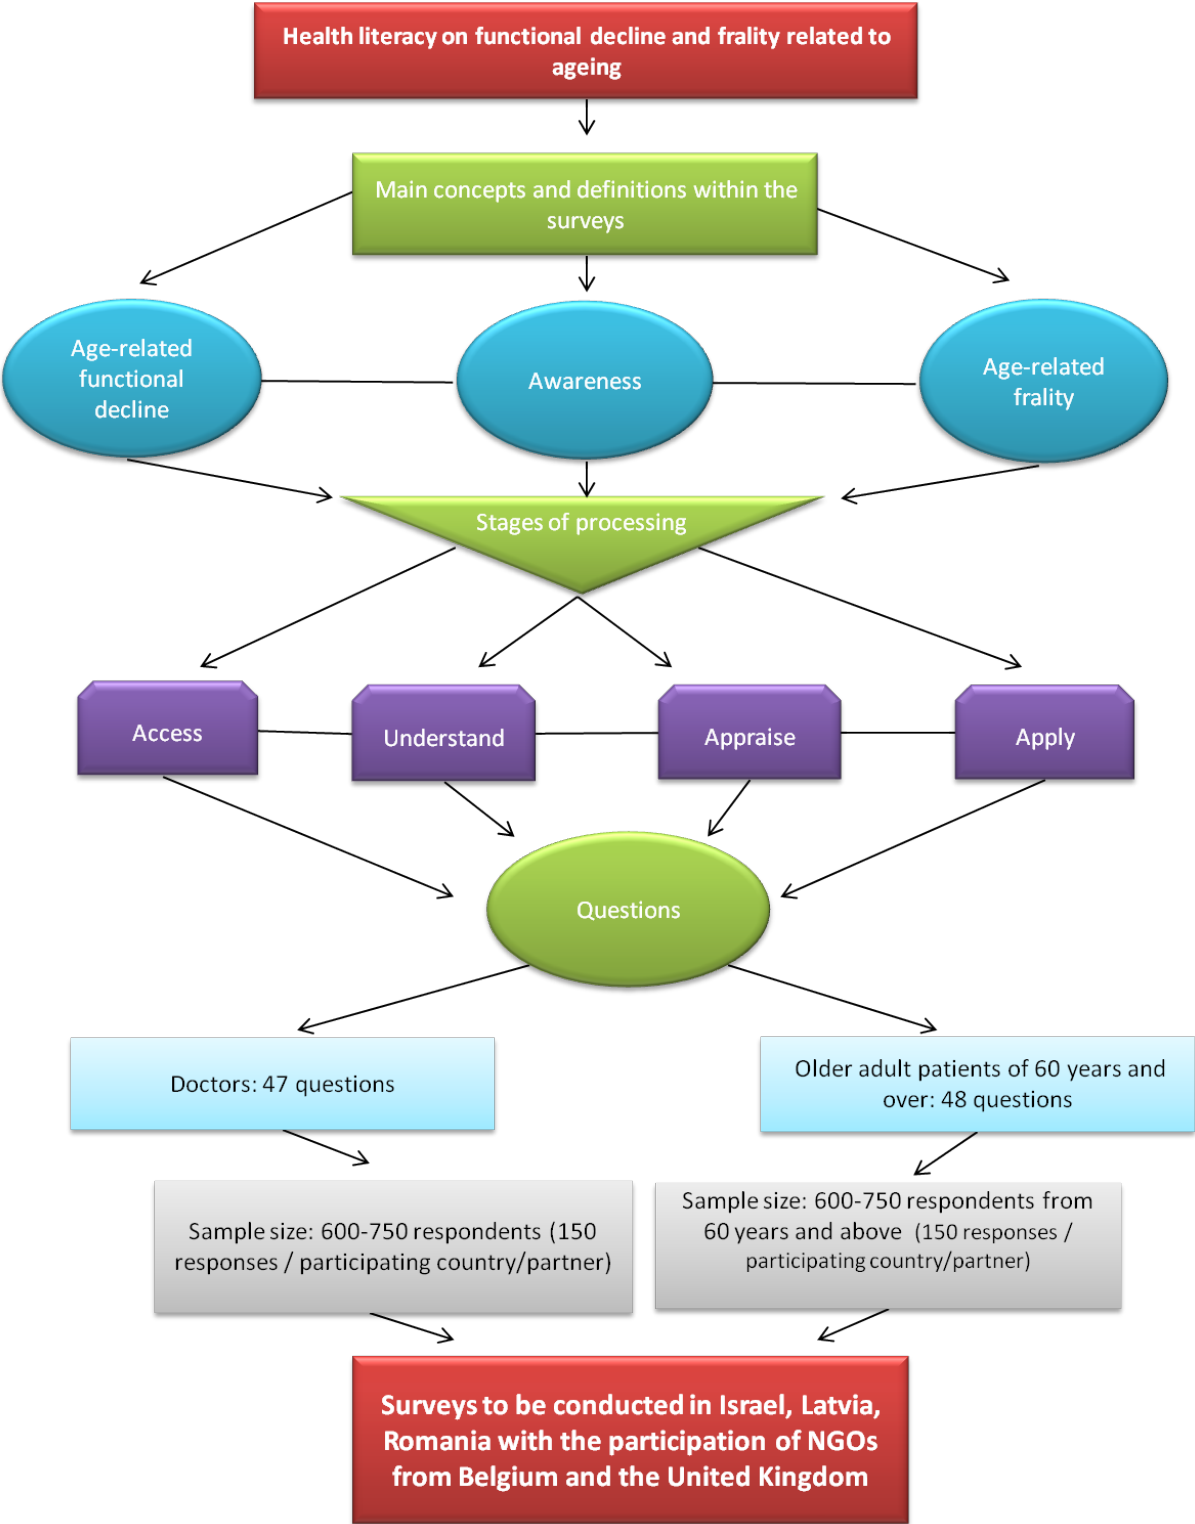 Health literacy on functional decline and frality related to
ageing
Main concepts and definitions within the
surveys
Age-related
functional
decline
Awareness
Age-related
frality
Stages of processing
Access
Understand
Appraise
Apply
Questions
Doctors: 47 questions
Older adult patients of 60 years and
over: 48 questions
Sample size: 600-750 respondents (150
responses / participating country/partner)
Sample size: 600-750 respondents from
60 years and above (150 responses /
participating country/partner)
Surveys to be conducted in Israel, Latvia,
Romania with the participation of NGOs
from Belgium and the United Kingdom